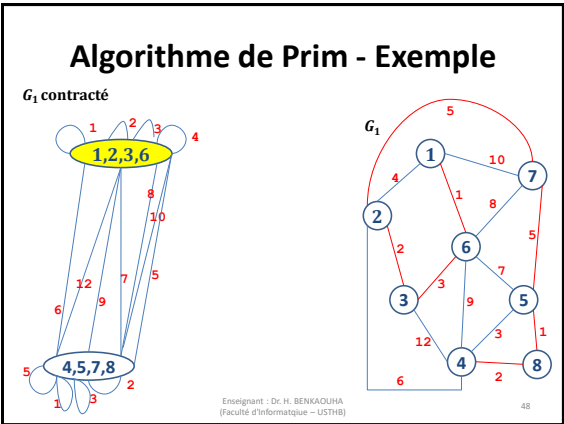 Algorithme de Prim - Exemple
G₁ contracté
1 2 3 4
1,2,3,6
8
10
12 7 5
6 9
4,5,7,8
5 2
1 3
G₁
5
1 10 7
4 1 8
2
6 5
2 3 7
3 9 5
12 3 1
4 8
6 2
Enseignant : Dr. H. BENKAOUHA
(Faculté d'Informatqiue – USTHB)
48